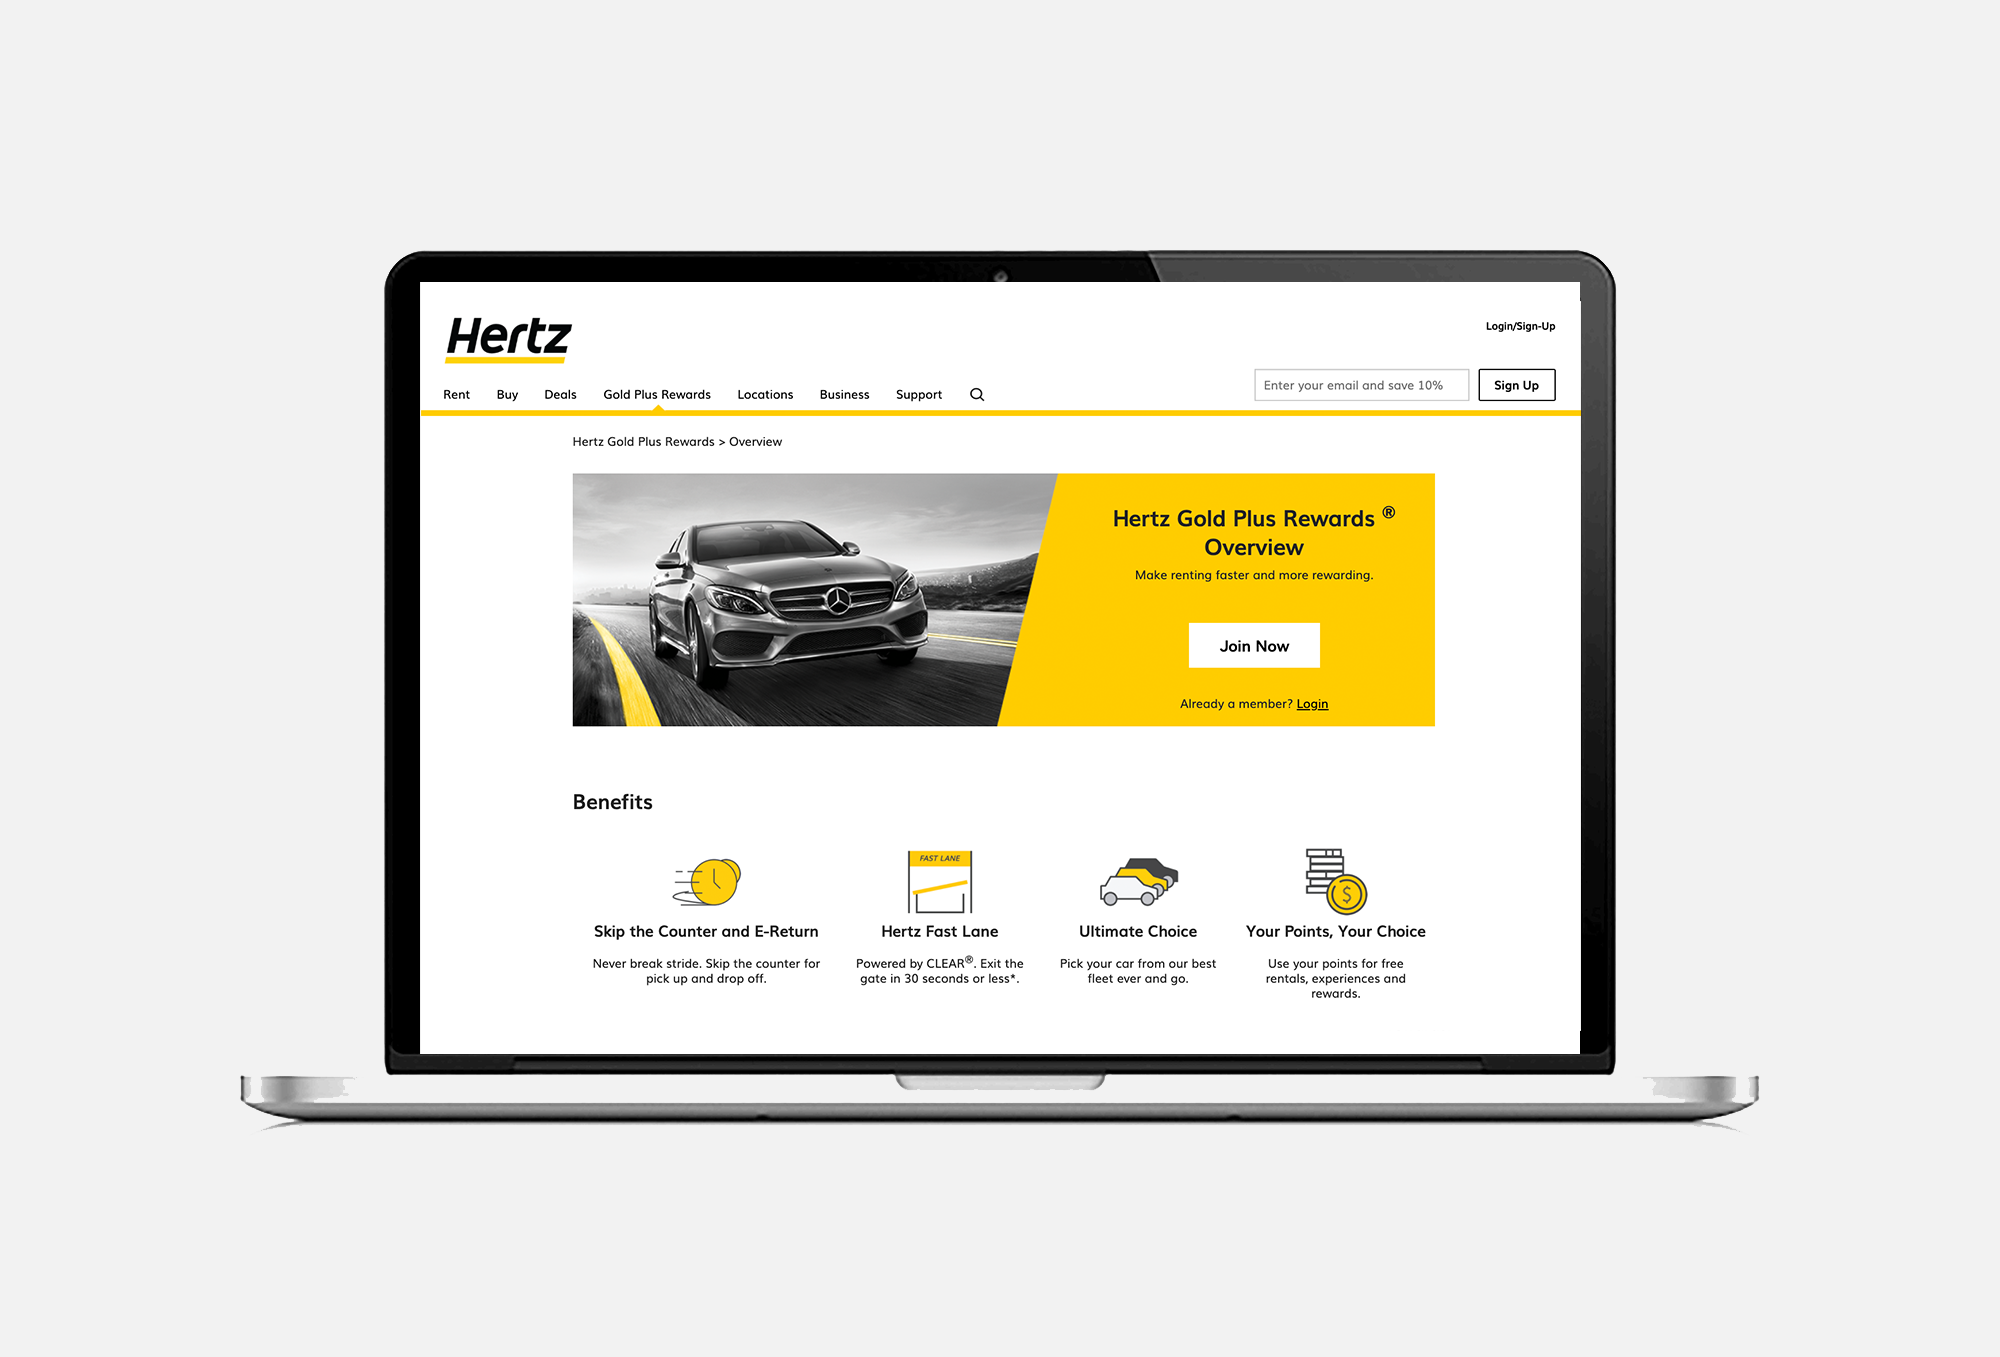 Hertz
Login/Sign-Up
Rent Buy Deals Gold Plus Rewards Locations Business Support
Enter your email and save 10% Sign Up
Hertz Gold Plus Rewards > Overview
Hertz Gold Plus Rewards ®
Overview
Make renting faster and more rewarding.
Join Now
Already a member? Login
Benefits
FAST LANE
$
Skip the Counter and E-Return
Never break stride. Skip the counter for
pick up and drop off.
Hertz Fast Lane
Powered by CLEAR®. Exit the
gate in 30 seconds or less*.
Ultimate Choice
Pick your car from our best
fleet ever and go.
Your Points, Your Choice
Use your points for free
rentals, experiences and
rewards.